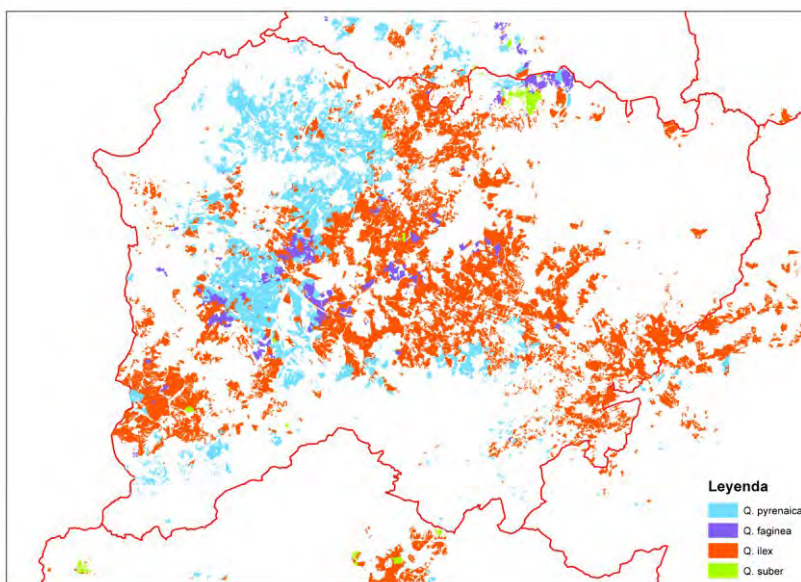 Leyenda
Q. pyrenaica
Q. faginea
Q. ilex
Q. suber